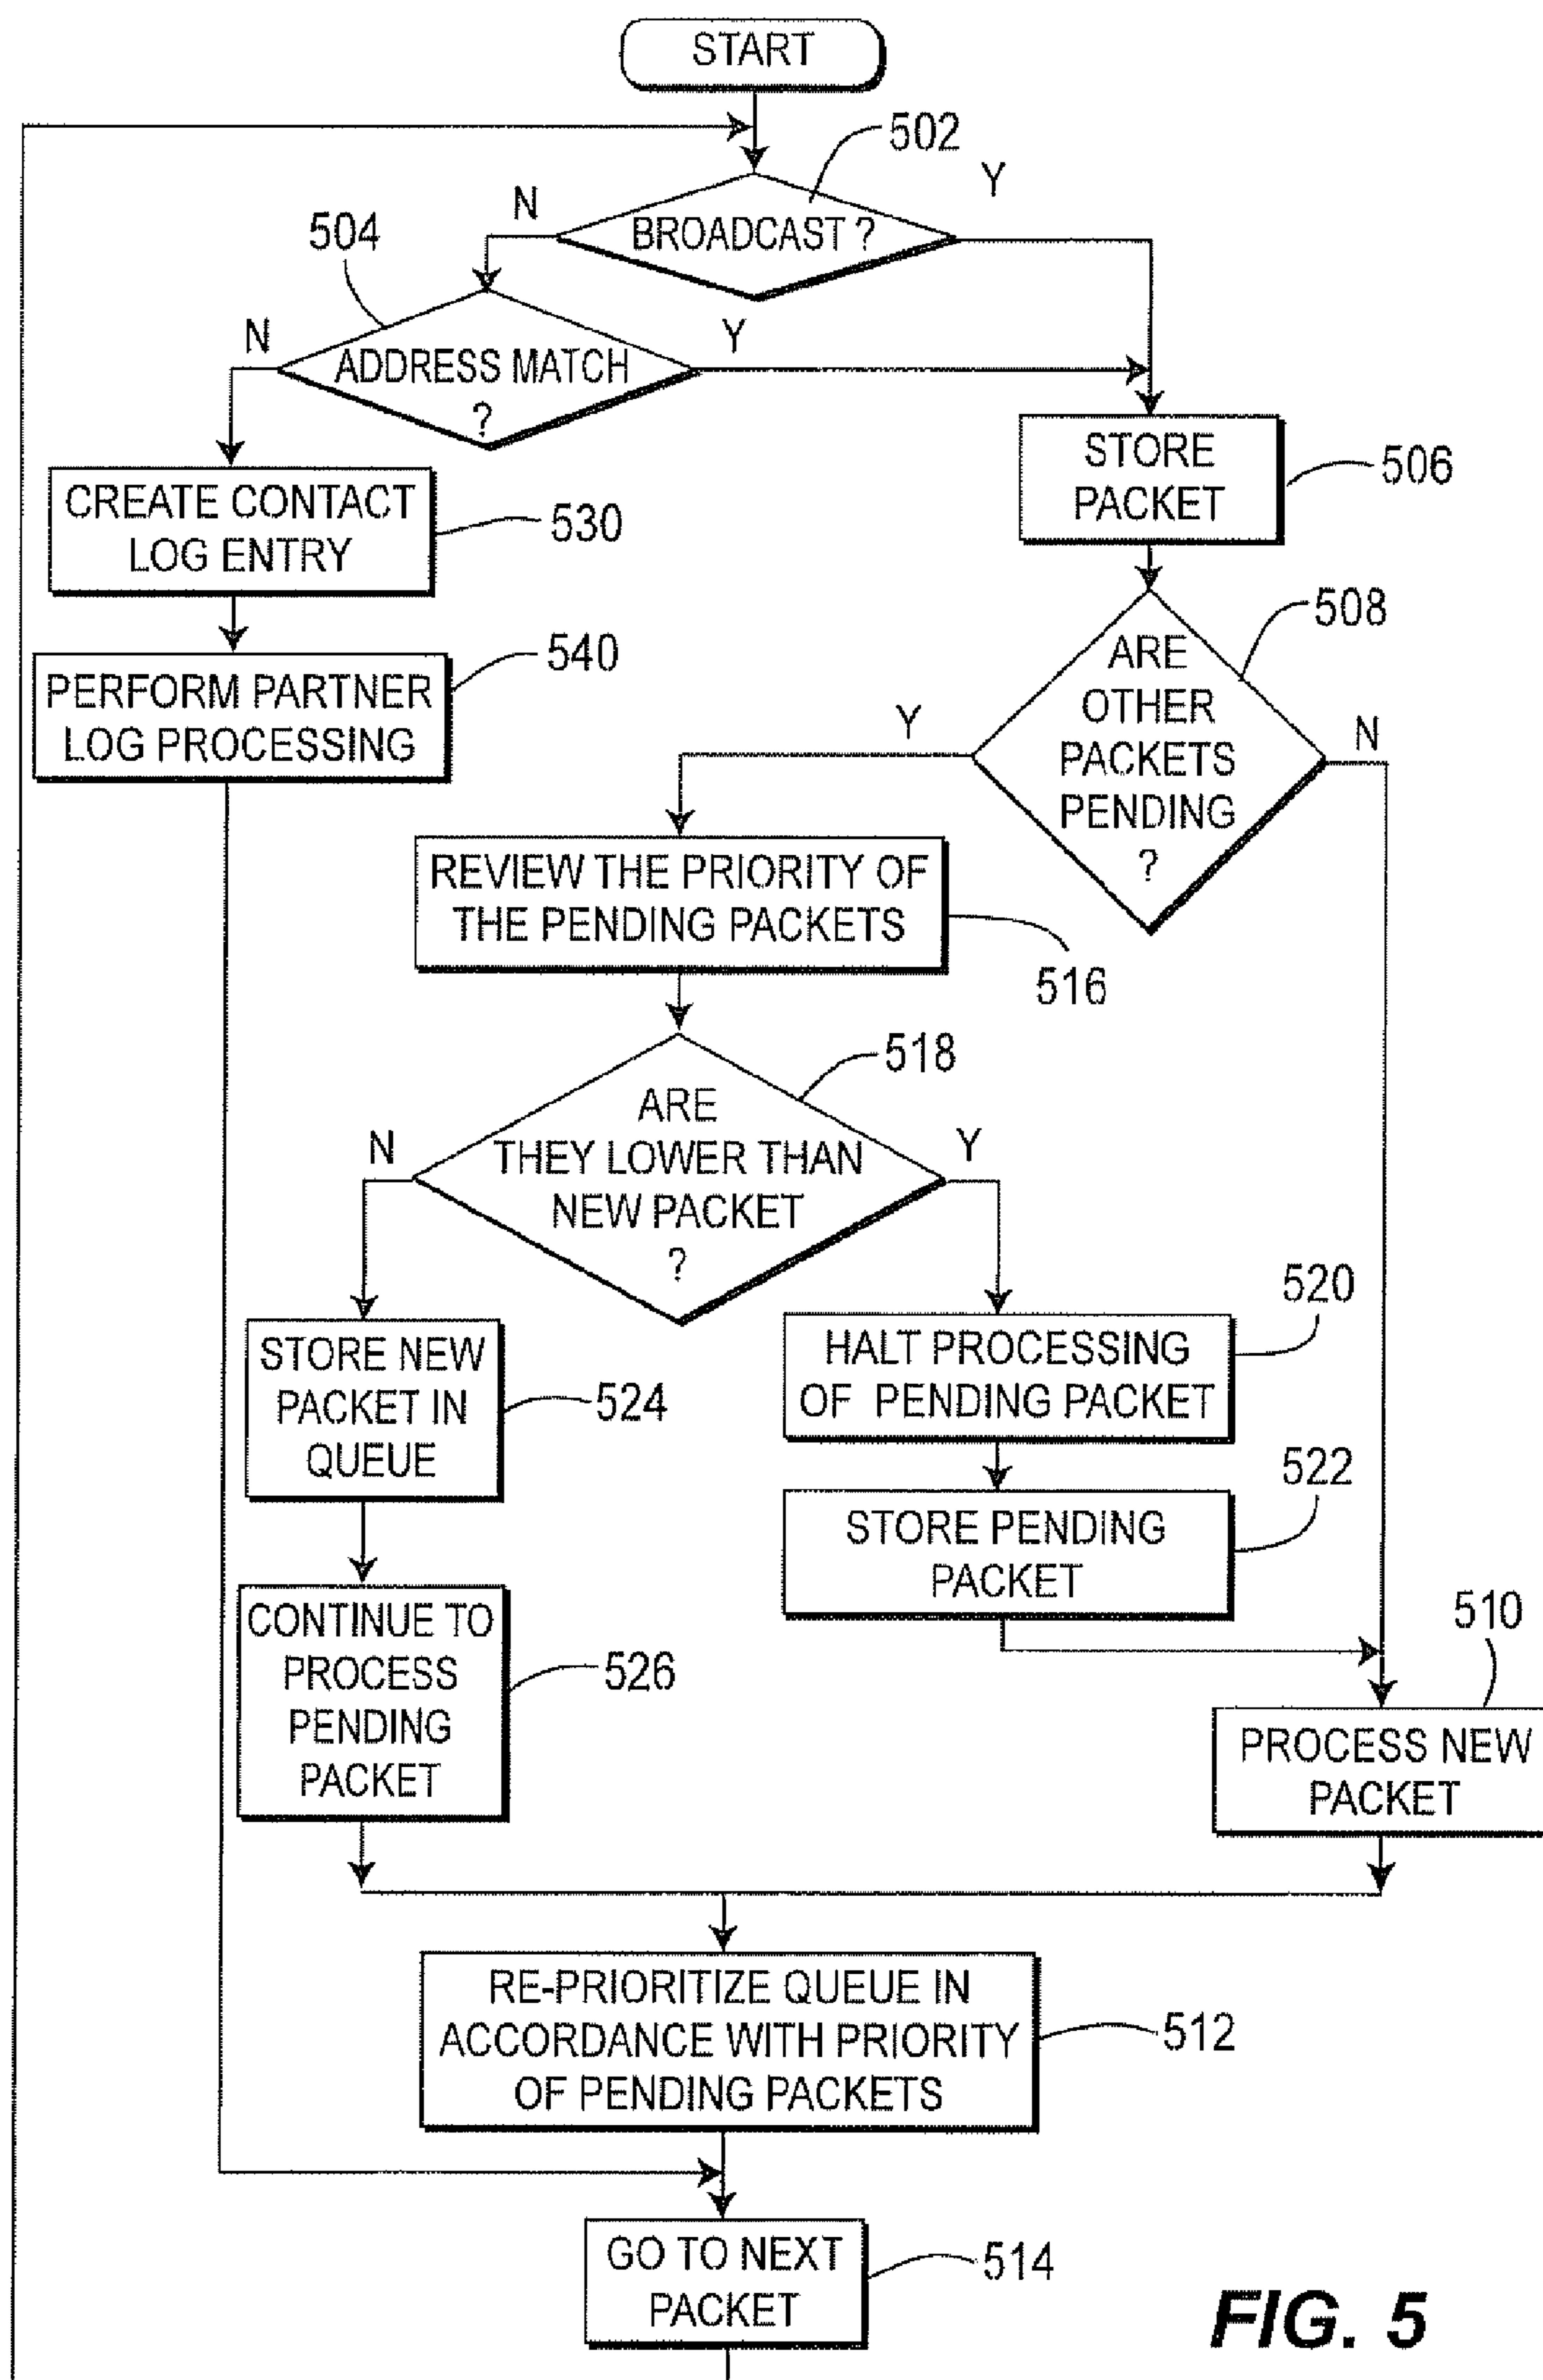 START
502
Y
N
BROADCAST ?
504
N
Y
ADDRESS MATCH
?
STORE
PACKET
506
CREATE CONTACT
LOG ENTRY
530
508
ARE
OTHER
PACKETS
PENDING
?
540
PERFORM PARTNER
LOG PROCESSING
Y
N
REVIEW THE PRIORITY OF
THE PENDING PACKETS
516
518
ARE
THEY LOWER THAN
NEW PACKET
?
N
Y
520
HALT PROCESSING
OF PENDING PACKET
STORE NEW
PACKET IN
QUEUE
524
522
STORE PENDING
PACKET
CONTINUE TO
PROCESS
PENDING
PACKET
526
510
PROCESS NEW
PACKET
RE-PRIORITIZE QUEUE IN
ACCORDANCE WITH PRIORITY
OF PENDING PACKETS
512
GO TO NEXT
PACKET
514
FIG. 5